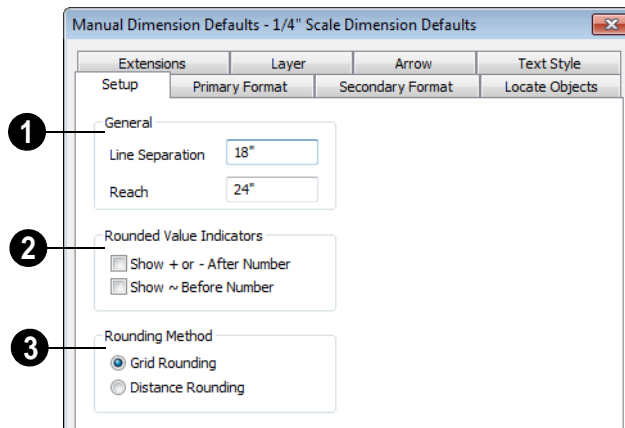 Manual Dimension Defaults - 1/4" Scale Dimension Defaults
Extensions Layer Arrow Text Style
Setup Primary Format Secondary Format Locate Objects
1 General
Line Separation 18"
Reach 24"
2 Rounded Value Indicators
Show + or - After Number
Show ~ Before Number
3 Rounding Method
Grid Rounding
Distance Rounding